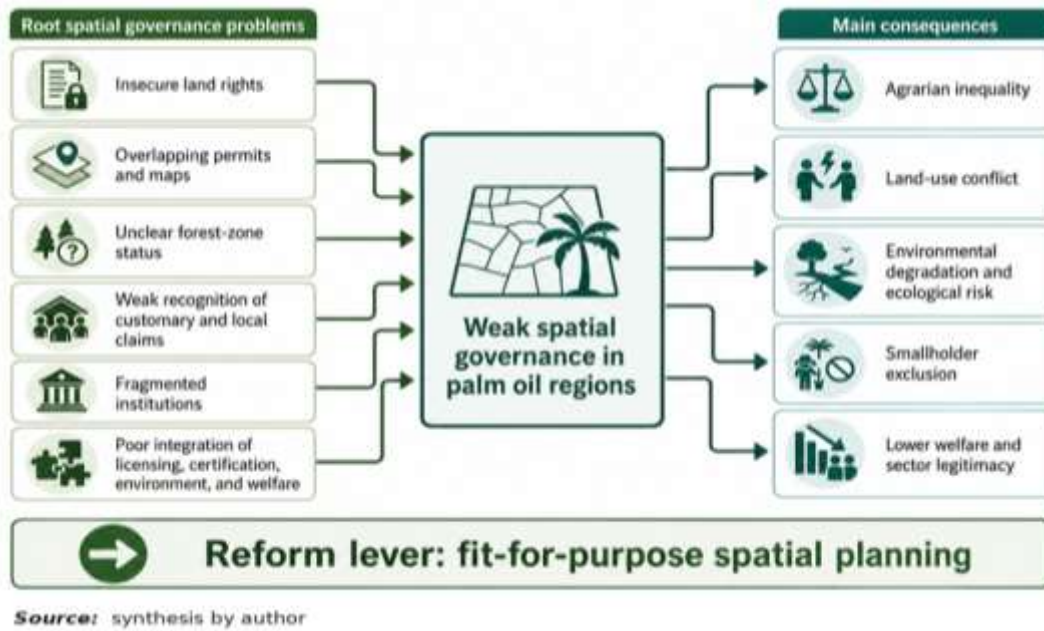 Root spatial governance problems
Insecure land rights
Overlapping permits
and maps
Unclear forest-zone
status
Weak recognition of
customary and local
claims
Fragmented
institutions
Poor integration of
licensing, certification,
environment, and welfare
Weak spatial
governance in
palm oil regions
Main consequences
Agrarian inequality
Land-use conflict
Environmental
degradation and
ecological risk
Smallholder
exclusion
Lower welfare and
sector legitimacy
Reform lever: fit-for-purpose spatial planning
Source: synthesis by author